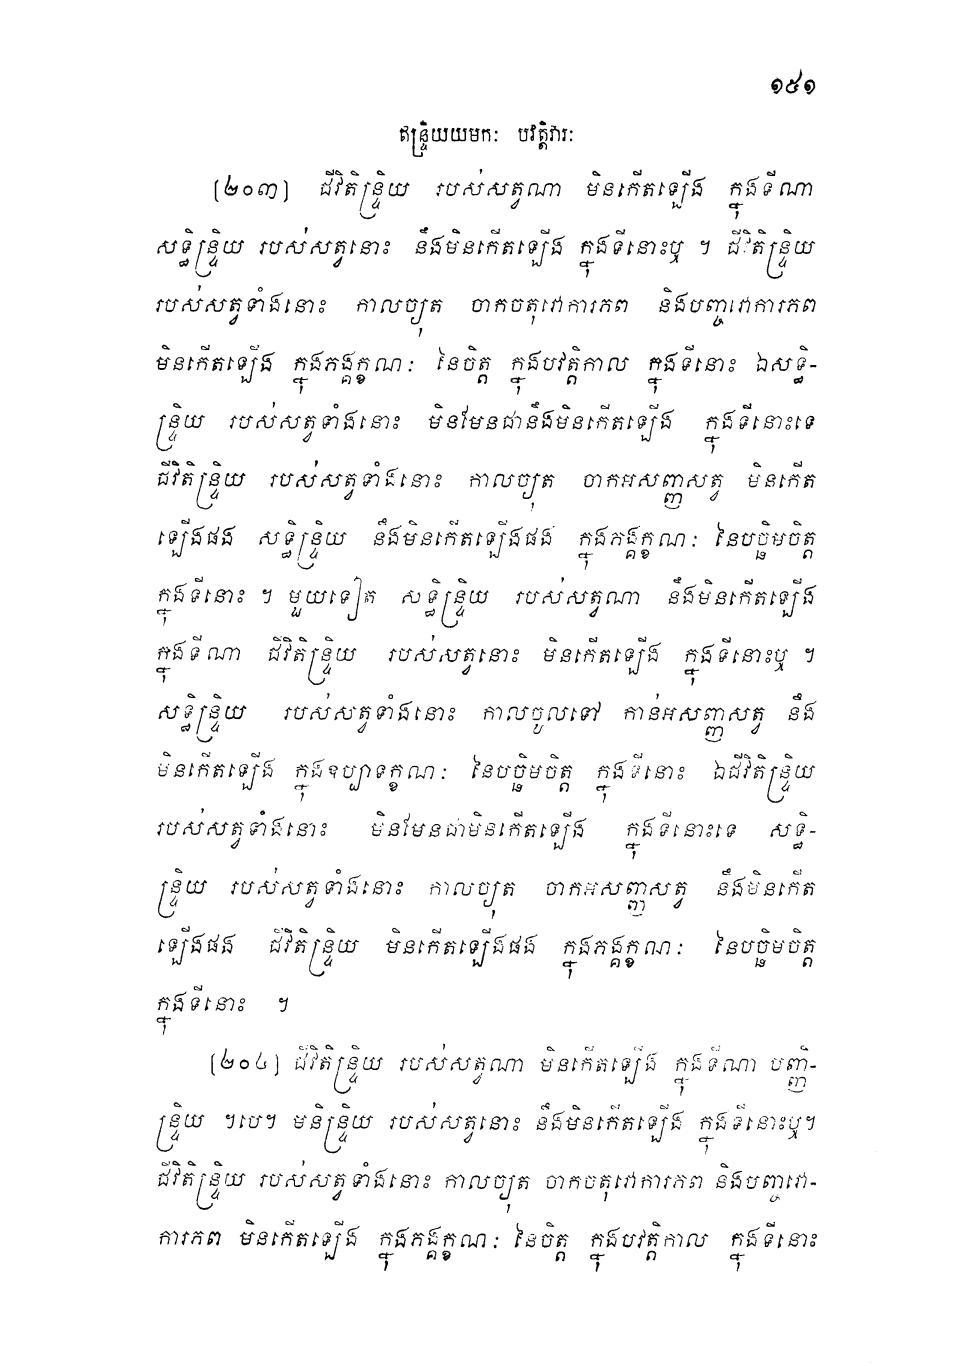 ១៥១
ឥន្ទ្រិយយមកៈ បវត្តិវារៈ
(២០៣) ជីវិតិន្ទ្រិយ របស់សត្វណា មិនកើតឡើង ក្នុងទីណា
សទ្ធិន្ទ្រិយ របស់សត្វនោះ នឹងមិនកើតឡើង ក្នុងទីនោះឬ ។ ជីវិតិន្ទ្រិយ
របស់សត្វទាំងនោះ កាលច្យុត ចាកចតុវោការភព និងបញ្ចវោការភព
មិនកើតឡើង ក្នុងភង្គក្ខណៈ នៃចិត្ត ក្នុងបវត្តិកាល ក្នុងទីនោះ ឯសទ្ធិ-
ន្ទ្រិយ របស់សត្វទាំងនោះ មិនមែនជានឹងមិនកើតឡើង ក្នុងទីនោះទេ
ជីវិតិន្ទ្រិយ របស់សត្វទាំងនោះ កាលច្យុត ចាកអសញ្ញសត្វ មិនកើត
ឡើងផង សទ្ធិន្ទ្រិយ នឹងមិនកើតឡើងផង ក្នុងភង្គក្ខណៈ នៃបច្ឆិមចិត្ត
ក្នុងទីនោះ ។ មួយទៀត សទ្ធិន្ទ្រិយ របស់សត្វណា នឹងមិនកើតឡើង
ក្នុងទីណា ជីវិតិន្ទ្រិយ របស់សត្វនោះ មិនកើតឡើង ក្នុងទីនោះឬ ។
សទ្ធិន្ទ្រិយ របស់សត្វទាំងនោះ កាលចូលទៅ កាន់អសញ្ញសត្វ នឹង
មិនកើតឡើង ក្នុងឧប្បាទក្ខណៈ នៃបច្ឆិមចិត្ត ក្នុងទីនោះ ឯជីវិតិន្ទ្រិយ
របស់សត្វទាំងនោះ មិនមែនជាមិនកើតឡើង ក្នុងទីនោះទេ សទ្ធិ-
ន្ទ្រិយ របស់សត្វទាំងនោះ កាលច្យុត ចាកអសញ្ញសត្វ នឹងមិនកើត
ឡើងផង ជីវិតិន្ទ្រិយ មិនកើតឡើងផង ក្នុងភង្គក្ខណៈ នៃបច្ឆិមចិត្ត
ក្នុងទីនោះ ។
(២០៤) ជីវិតិន្ទ្រិយ របស់សត្វណា មិនកើតឡើង ក្នុងទីណា បញ្ញិ-
ន្ទ្រិយ ។បេ។ មនិន្ទ្រិយ របស់សត្វនោះ នឹងមិនកើតឡើង ក្នុងទីនោះឬ។
ជីវិតិន្ទ្រិយ របស់សត្វទាំងនោះ កាលច្យុត ចាកចតុវោការភព និងបញ្ចវោ-
ការភព មិនកើតឡើង ក្នុងភង្គក្ខណៈ នៃចិត្ត ក្នុងបវត្តិកាល ក្នុងទីនោះ